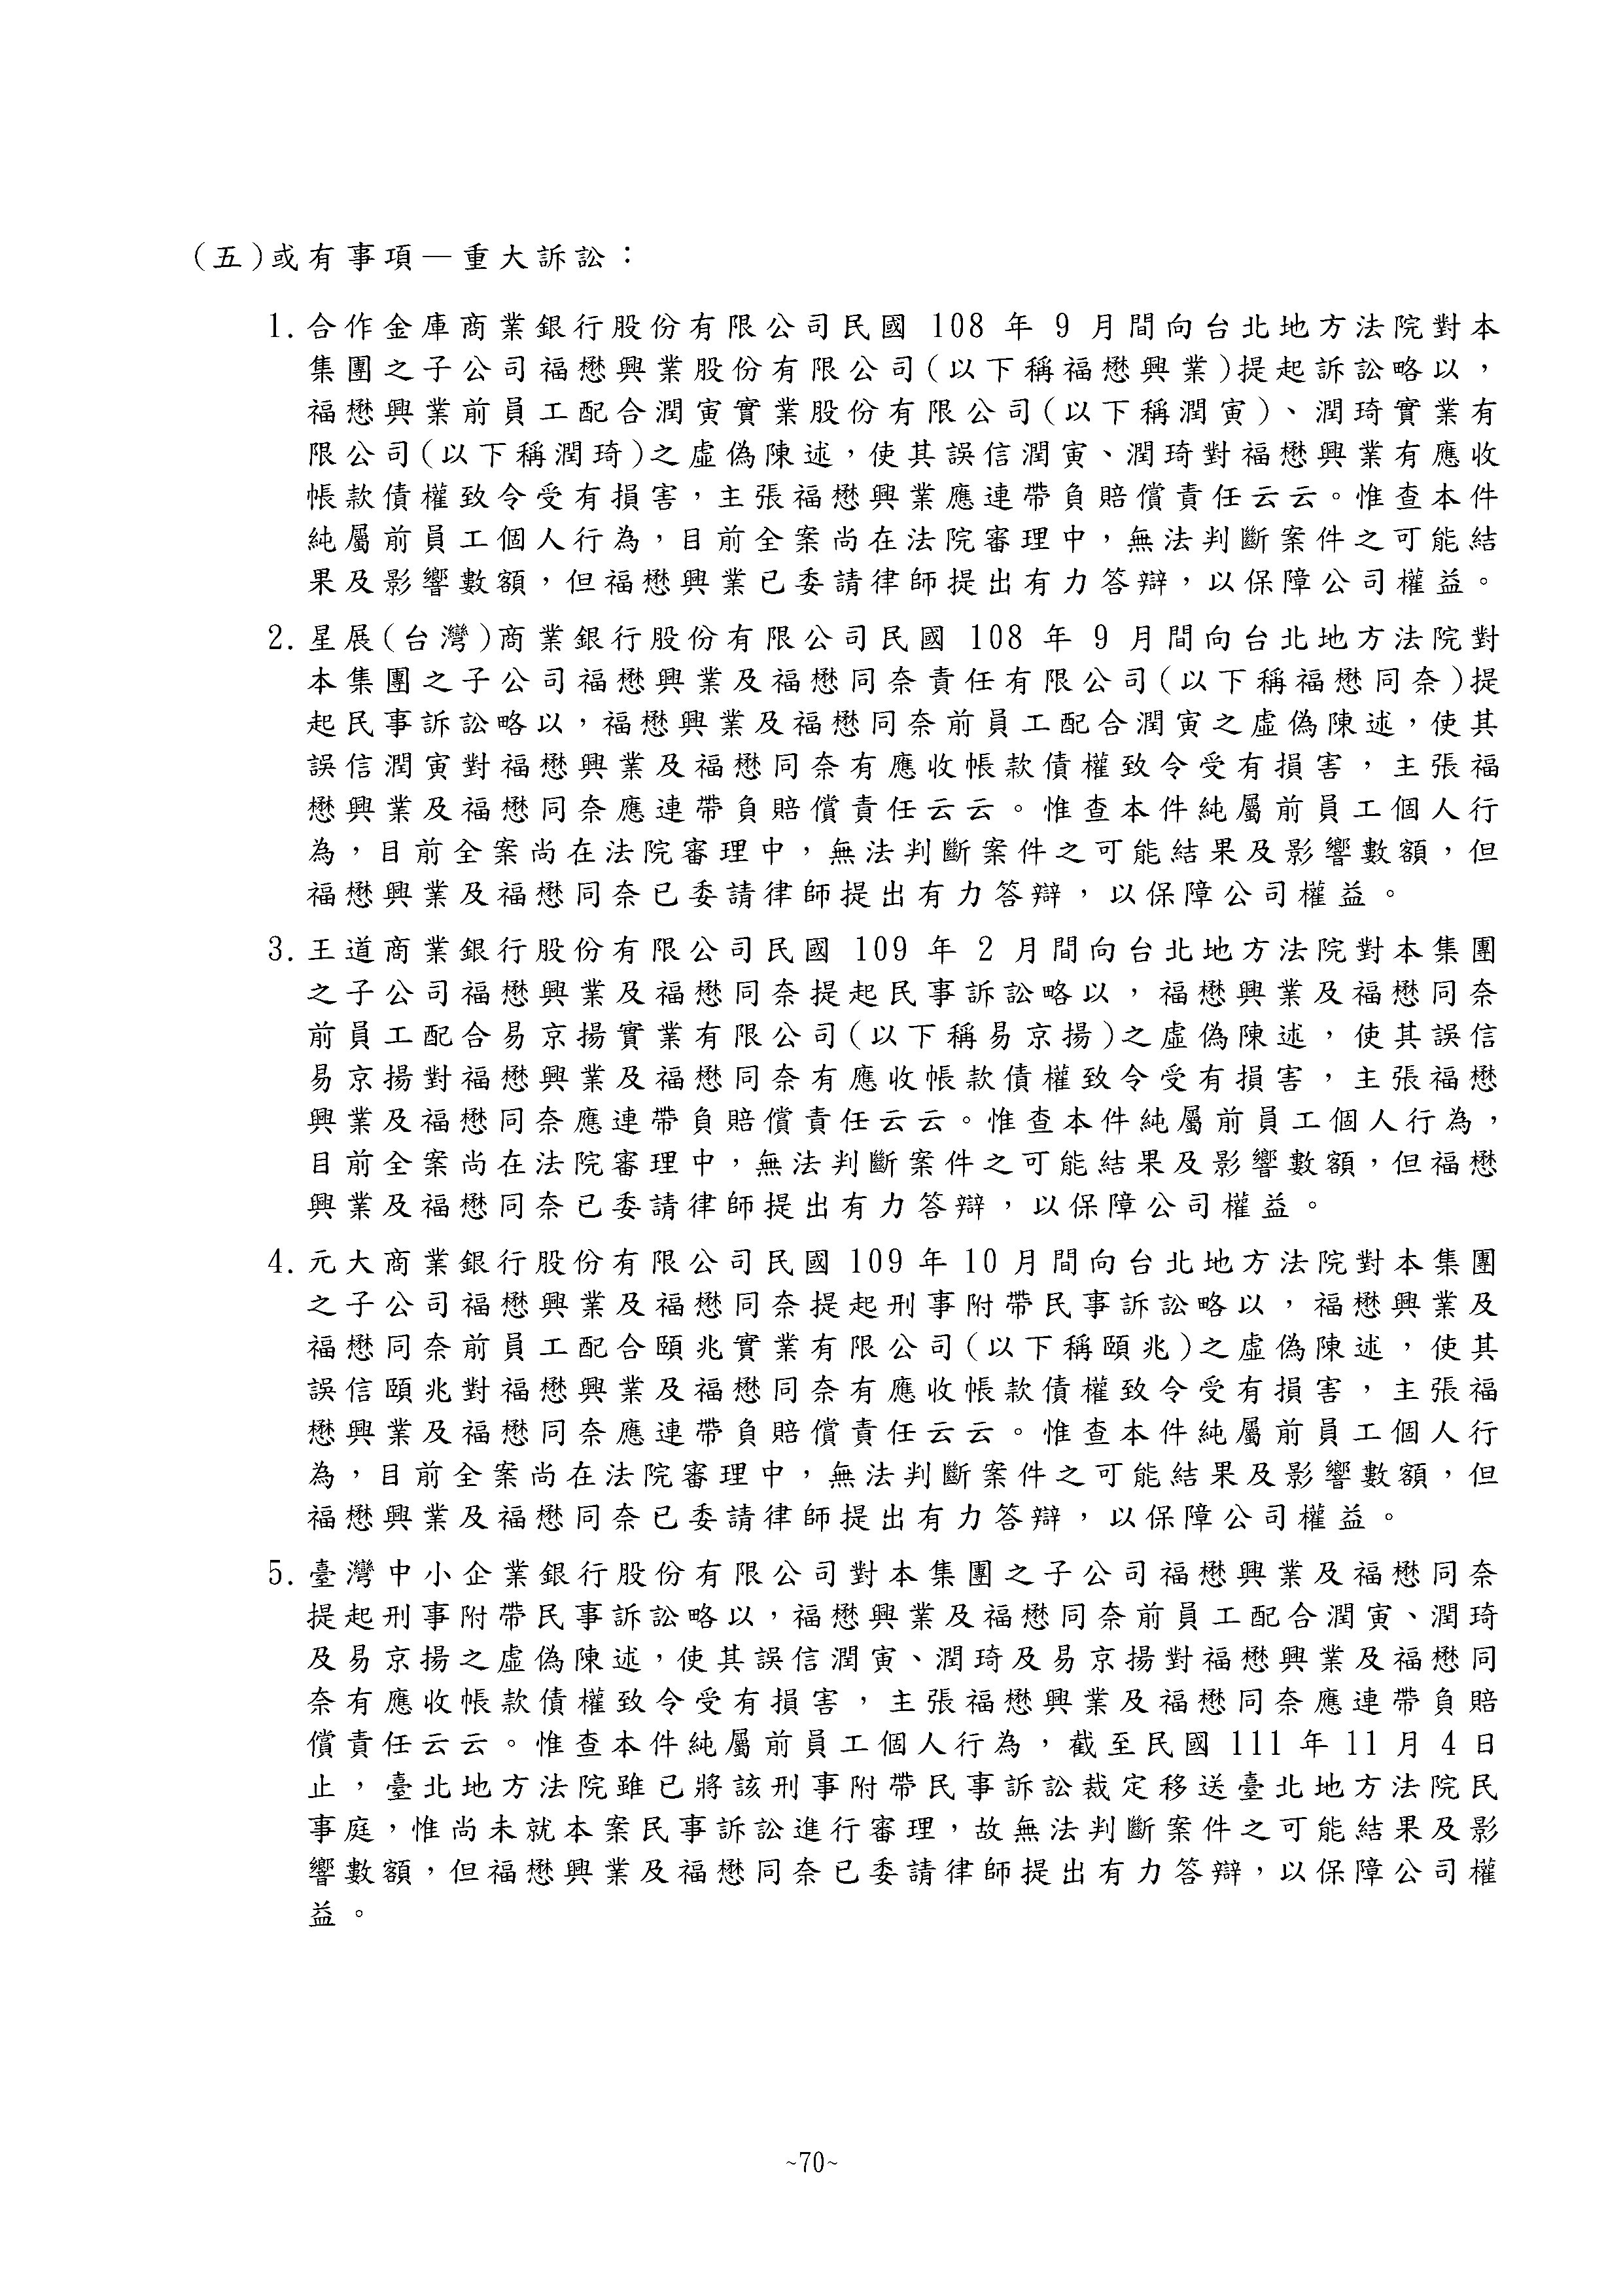 (五)或有事項—重大訴訟：
1. 合作金庫商業銀行股份有限公司民國 108 年 9 月間向台北地方法院對本
集團之子公司福懋興業股份有限公司(以下稱福懋興業)提起訴訟略以，
福懋興業前員工配合潤寅實業股份有限公司(以下稱潤寅)、潤琦實業有
限公司(以下稱潤琦)之虛偽陳述，使其誤信潤寅、潤琦對福懋興業有應收
帳款債權致令受有損害，主張福懋興業應連帶負賠償責任云云。惟查本件
純屬前員工個人行為，目前全案尚在法院審理中，無法判斷案件之可能結
果及影響數額，但福懋興業已委請律師提出有力答辯，以保障公司權益。
2. 星展(台灣)商業銀行股份有限公司民國 108 年 9 月間向台北地方法院對
本集團之子公司福懋興業及福懋同奈責任有限公司(以下稱福懋同奈)提
起民事訴訟略以，福懋興業及福懋同奈前員工配合潤寅之虛偽陳述，使其
誤信潤寅對福懋興業及福懋同奈有應收帳款債權致令受有損害，主張福
懋興業及福懋同奈應連帶負賠償責任云云。惟查本件純屬前員工個人行
為，目前全案尚在法院審理中，無法判斷案件之可能結果及影響數額，但
福懋興業及福懋同奈已委請律師提出有力答辯，以保障公司權益。
3. 王道商業銀行股份有限公司民國 109 年 2 月間向台北地方法院對本集團
之子公司福懋興業及福懋同奈提起民事訴訟略以，福懋興業及福懋同奈
前員工配合易京揚實業有限公司(以下稱易京揚)之虛偽陳述，使其誤信
易京揚對福懋興業及福懋同奈有應收帳款債權致令受有損害，主張福懋
興業及福懋同奈應連帶負賠償責任云云。惟查本件純屬前員工個人行為，
目前全案尚在法院審理中，無法判斷案件之可能結果及影響數額，但福懋
興業及福懋同奈已委請律師提出有力答辯，以保障公司權益。
4. 元大商業銀行股份有限公司民國 109 年 10 月間向台北地方法院對本集團
之子公司福懋興業及福懋同奈提起刑事附帶民事訴訟略以，福懋興業及
福懋同奈前員工配合頤兆實業有限公司(以下稱頤兆)之虛偽陳述，使其
誤信頤兆對福懋興業及福懋同奈有應收帳款債權致令受有損害，主張福
懋興業及福懋同奈應連帶負賠償責任云云。惟查本件純屬前員工個人行
為，目前全案尚在法院審理中，無法判斷案件之可能結果及影響數額，但
福懋興業及福懋同奈已委請律師提出有力答辯，以保障公司權益。
5. 臺灣中小企業銀行股份有限公司對本集團之子公司福懋興業及福懋同奈
提起刑事附帶民事訴訟略以，福懋興業及福懋同奈前員工配合潤寅、潤琦
及易京揚之虛偽陳述，使其誤信潤寅、潤琦及易京揚對福懋興業及福懋同
奈有應收帳款債權致令受有損害，主張福懋興業及福懋同奈應連帶負賠
償責任云云。惟查本件純屬前員工個人行為，截至民國 111 年 11 月 4 日
止，臺北地方法院雖已將該刑事附帶民事訴訟裁定移送臺北地方法院民
事庭，惟尚未就本案民事訴訟進行審理，故無法判斷案件之可能結果及影
響數額，但福懋興業及福懋同奈已委請律師提出有力答辯，以保障公司權
益。
~70~